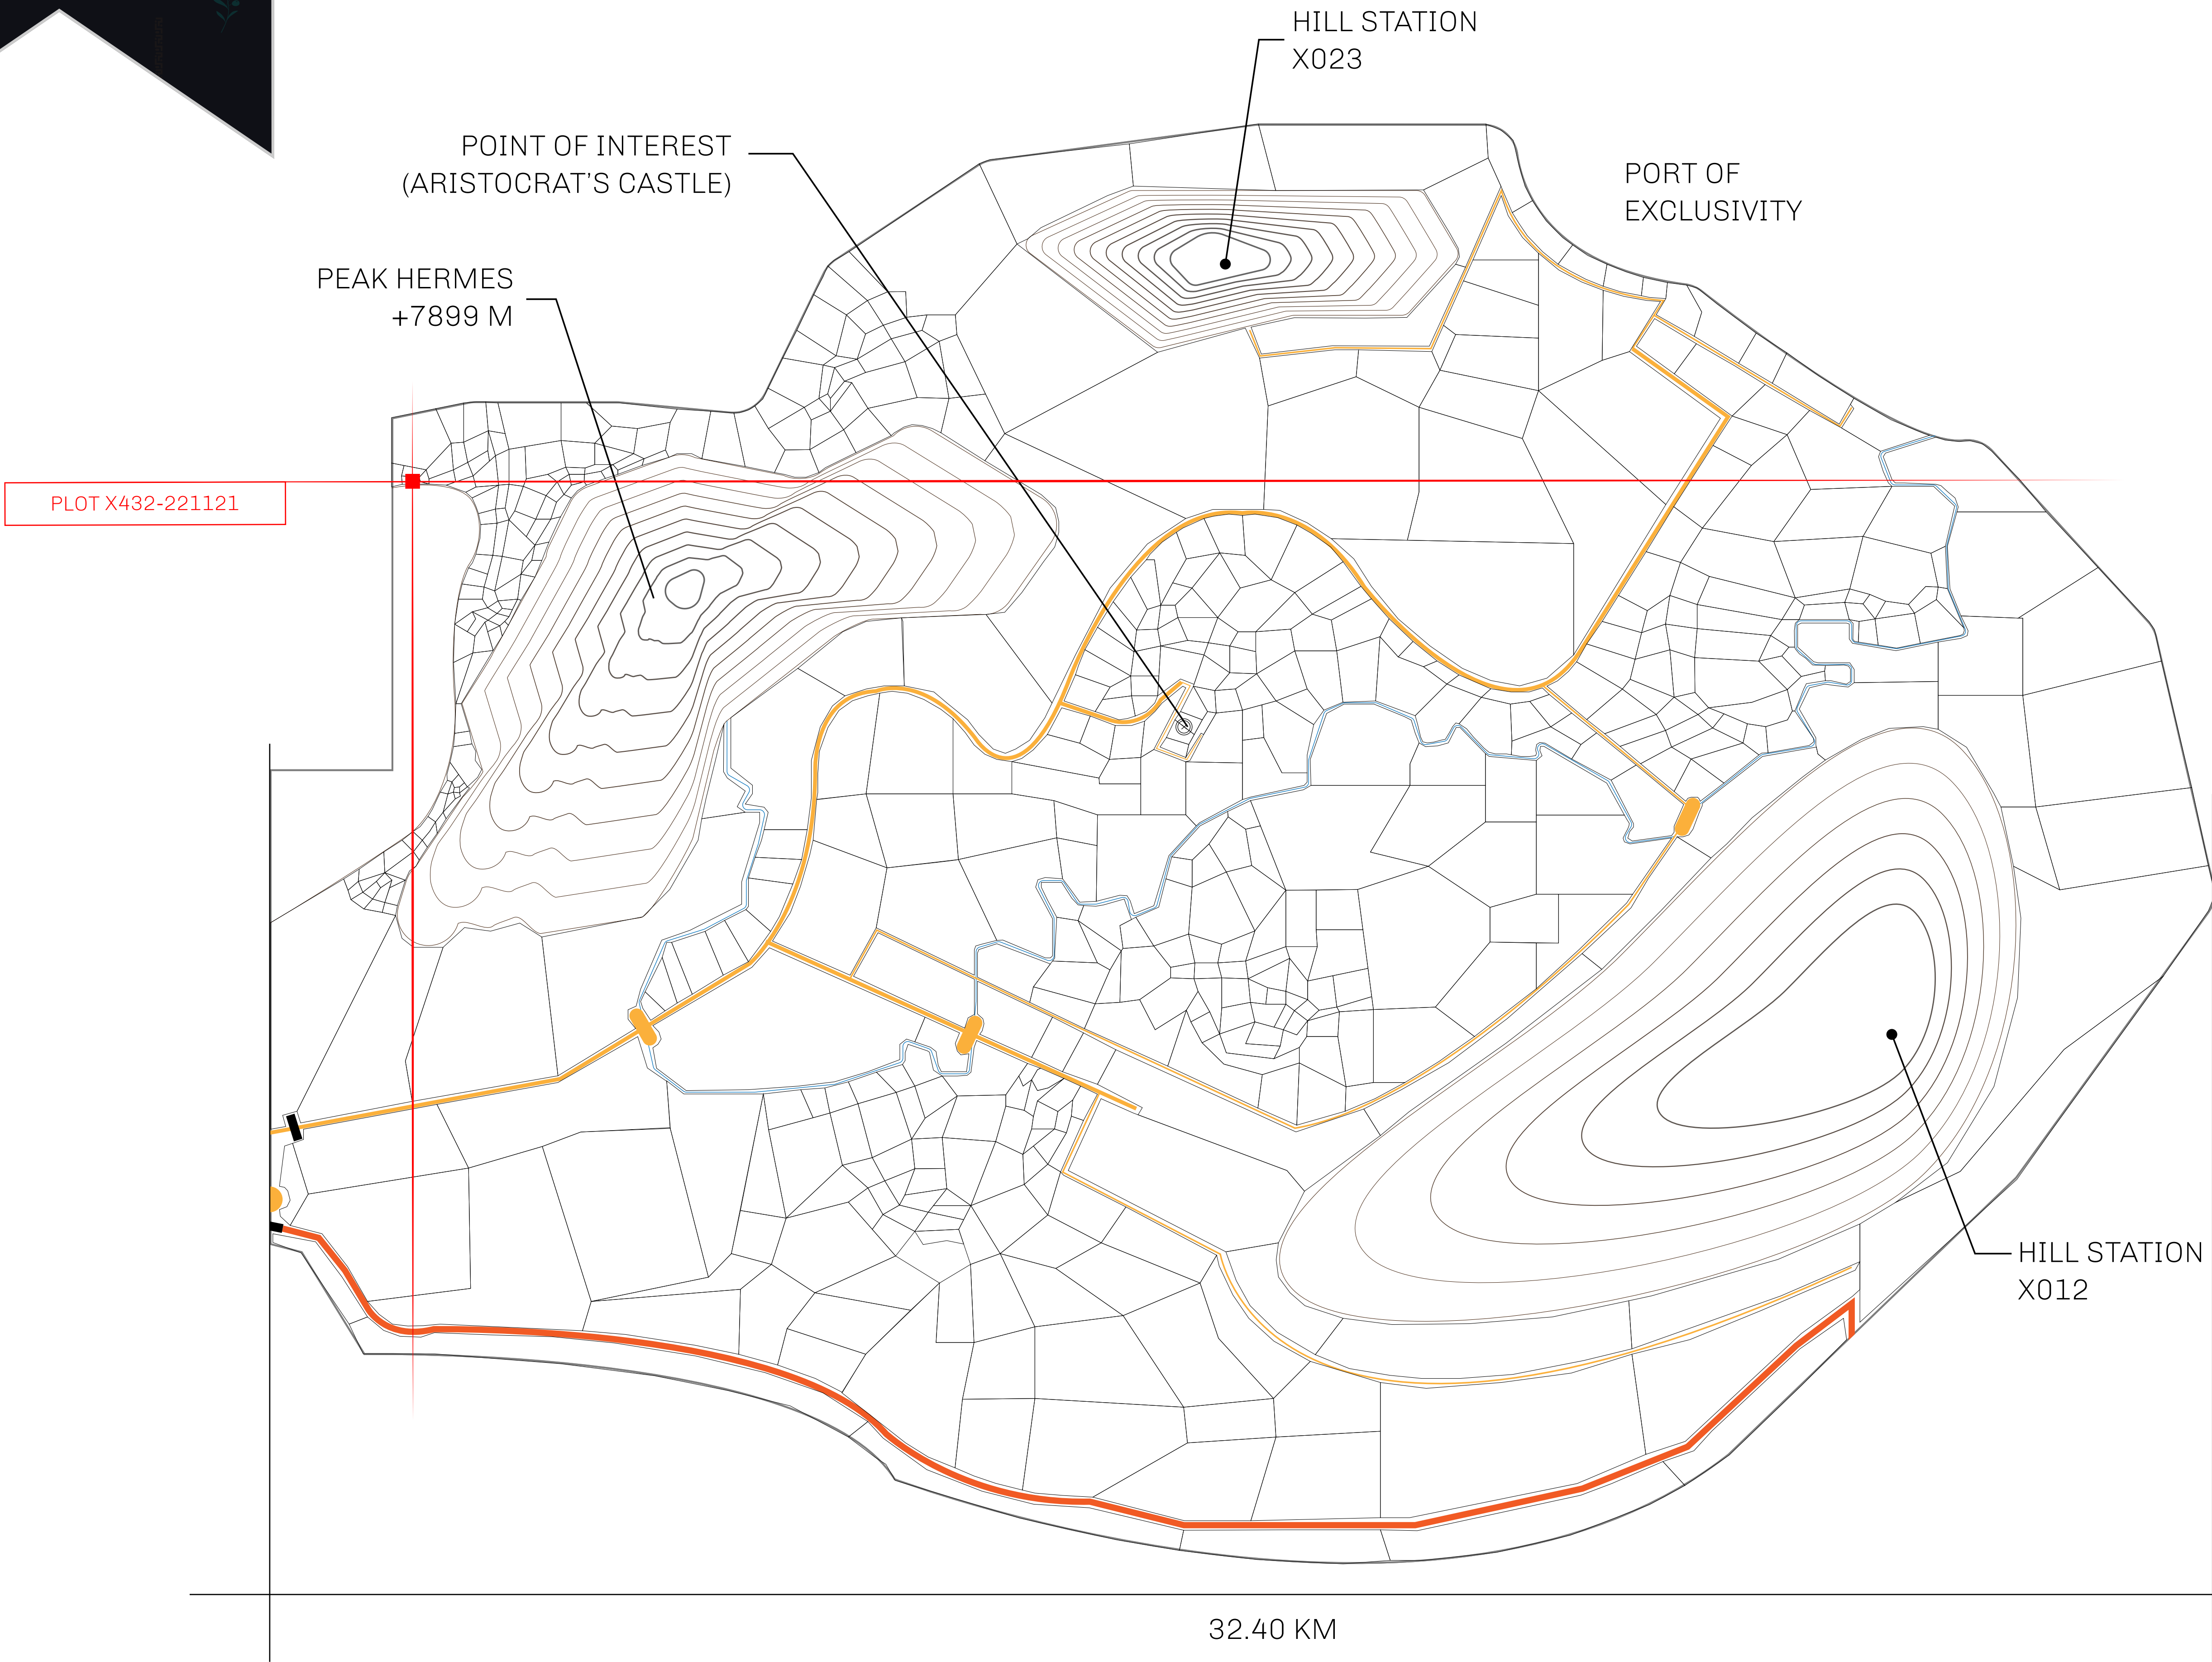 HILL STATION
X023
POINT OF INTEREST
(ARISTOCRAT'S CASTLE)
PORT OF
EXCLUSIVITY
PEAK HERMES
+7899 M
PLOT X432-221121
HILL STATION
X012
32.40 KM